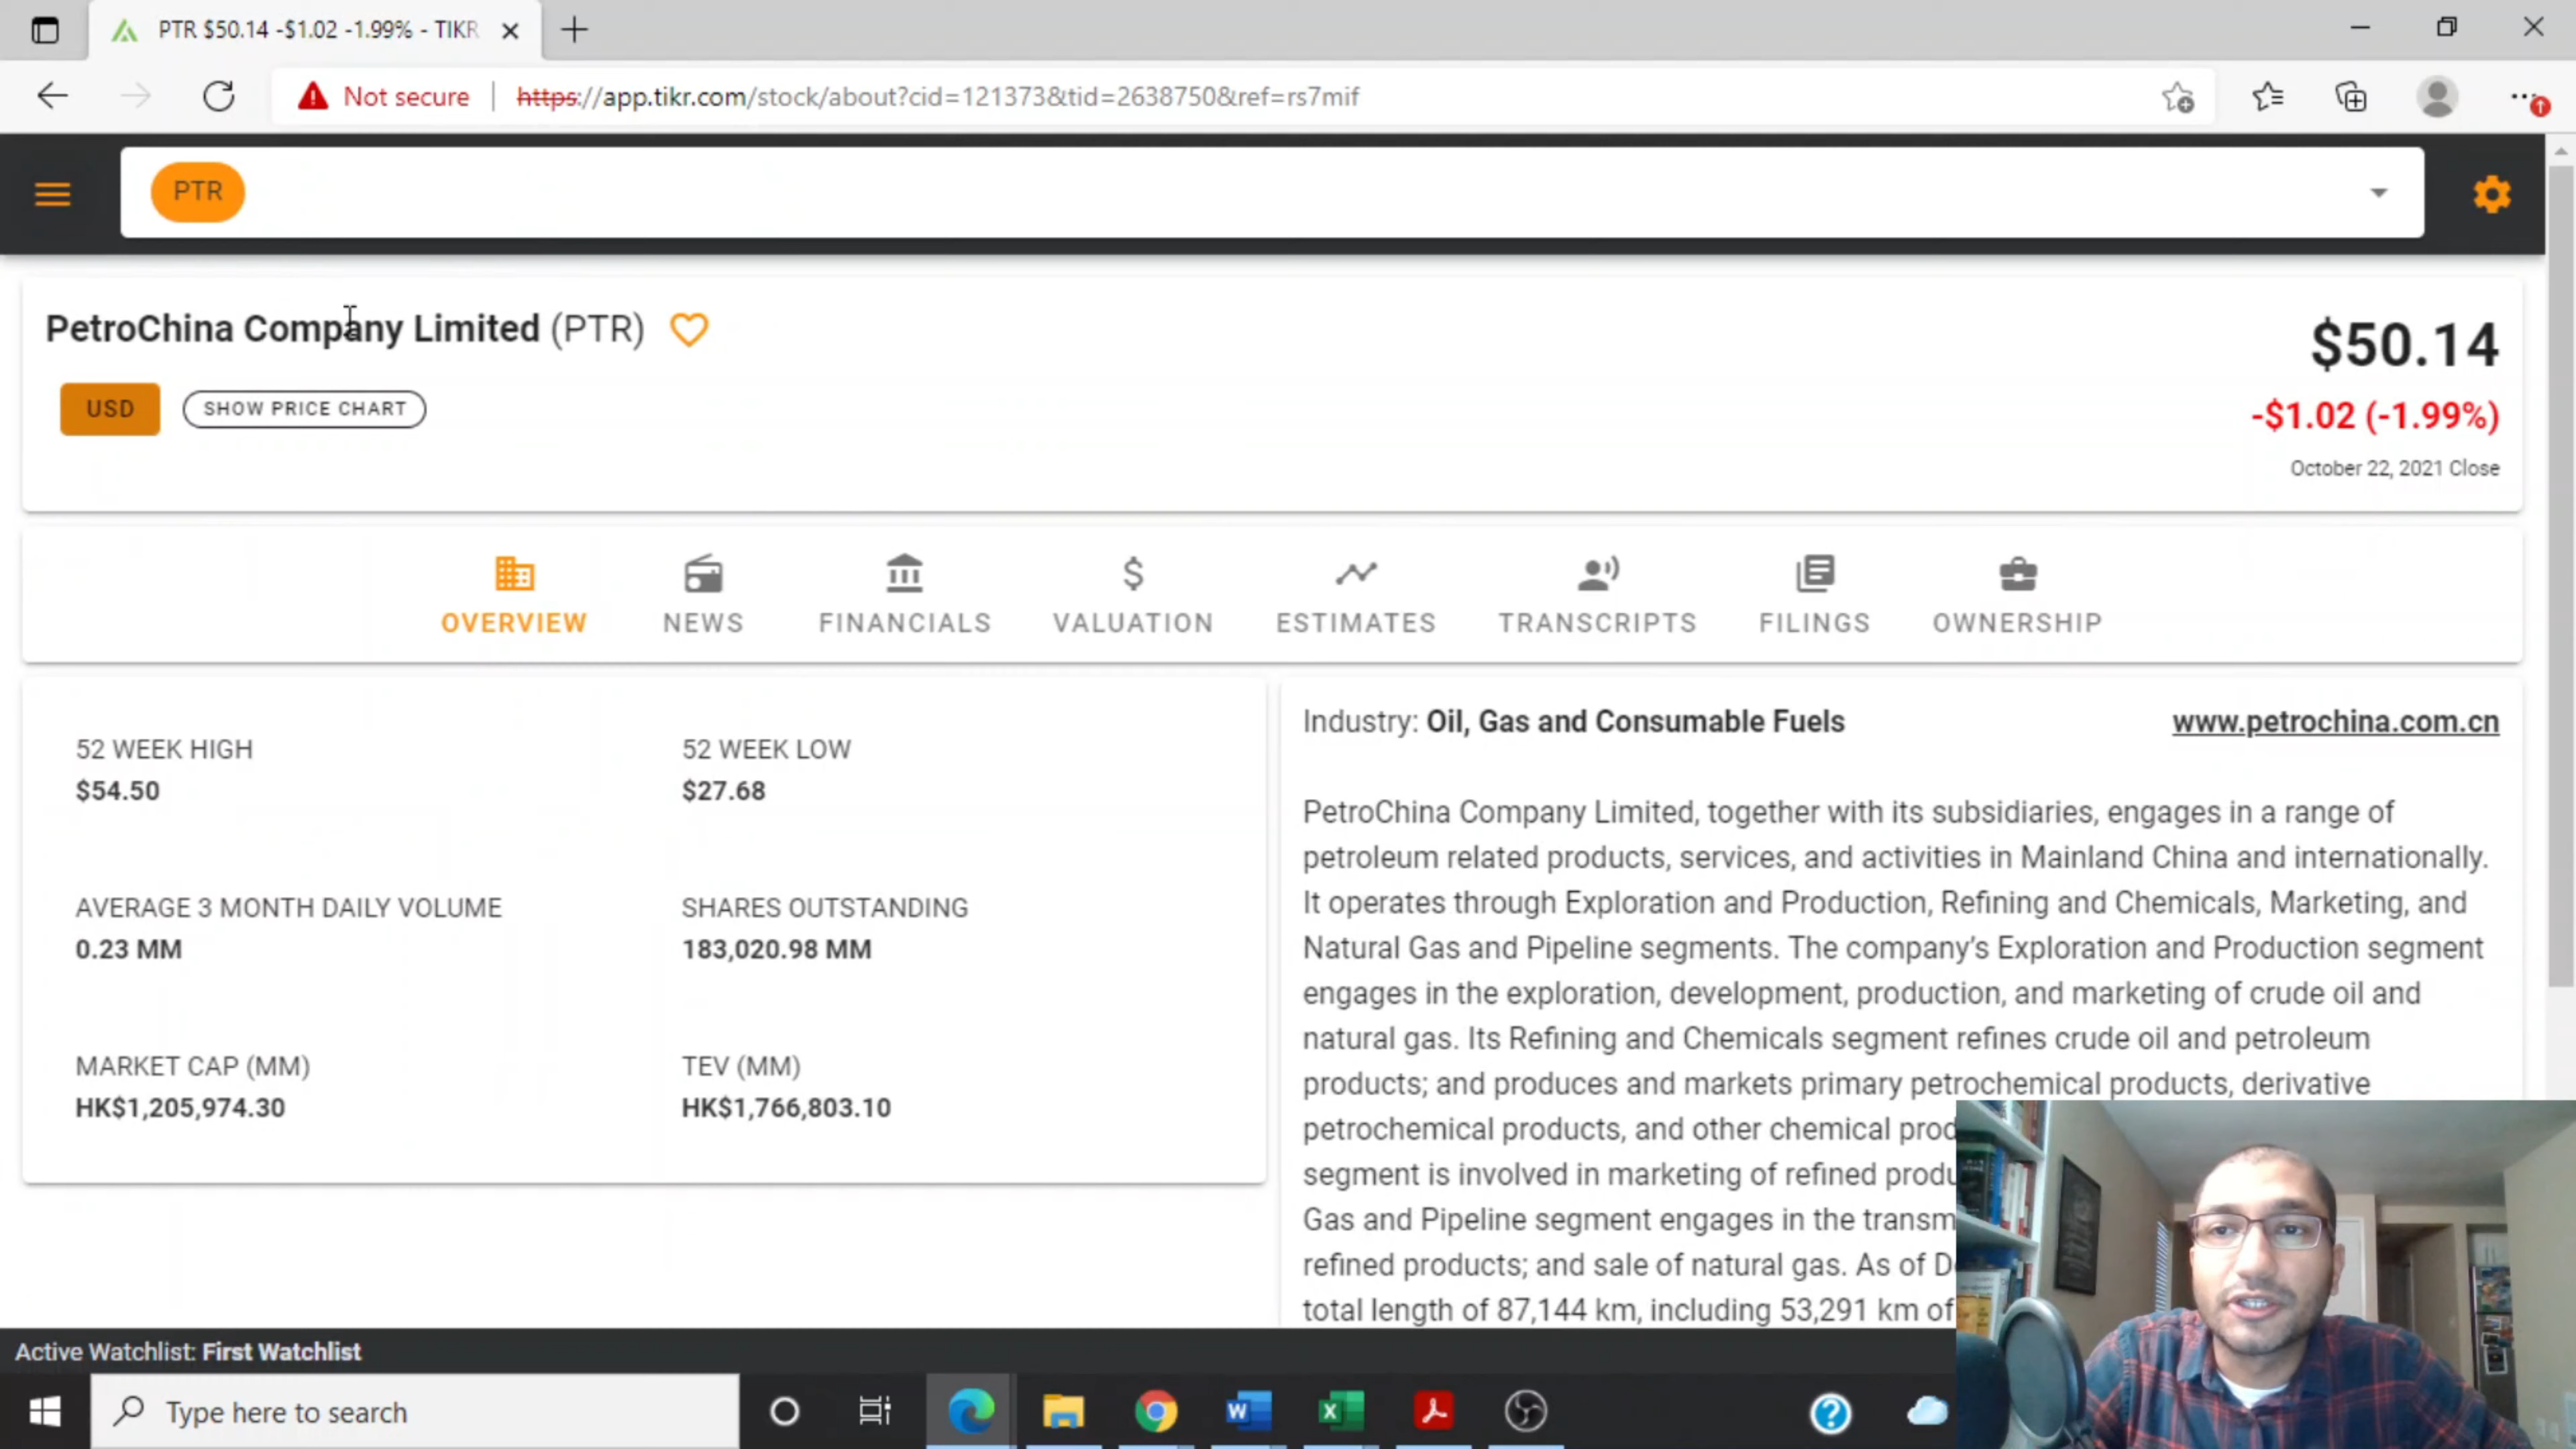 PTR $50.14 -$1.02 -1.99% - TIKR
Not secure
https://app.tikr.com/stock/about?cid=121373&tid=2638750&ref=rs7mif
PTR
PetroChina Company Limited (PTR)
USD
SHOW PRICE CHART
$50.14
-$1.02 (-1.99%)
October 22, 2021 Close
OVERVIEW
NEWS
FINANCIALS
VALUATION
ESTIMATES
TRANSCRIPTS
FILINGS
OWNERSHIP
52 WEEK HIGH
$54.50
52 WEEK LOW
$27.68
AVERAGE 3 MONTH DAILY VOLUME
0.23 MM
SHARES OUTSTANDING
183,020.98 MM
MARKET CAP (MM)
HK$1,205,974.30
TEV (MM)
HK$1,766,803.10
Industry: Oil, Gas and Consumable Fuels
www.petrochina.com.cn
PetroChina Company Limited, together with its subsidiaries, engages in a range of
petroleum related products, services, and activities in Mainland China and internationally.
It operates through Exploration and Production, Refining and Chemicals, Marketing, and
Natural Gas and Pipeline segments. The company's Exploration and Production segment
engages in the exploration, development, production, and marketing of crude oil and
natural gas. Its Refining and Chemicals segment refines crude oil and petroleum
products; and produces and markets primary petrochemical products, derivative
petrochemical products, and other chemical prod
segment is involved in marketing of refined produ
Gas and Pipeline segment engages in the transm
refined products; and sale of natural gas. As of D
total length of 87,144 km, including 53,291 km of
Active Watchlist: First Watchlist
Type here to search